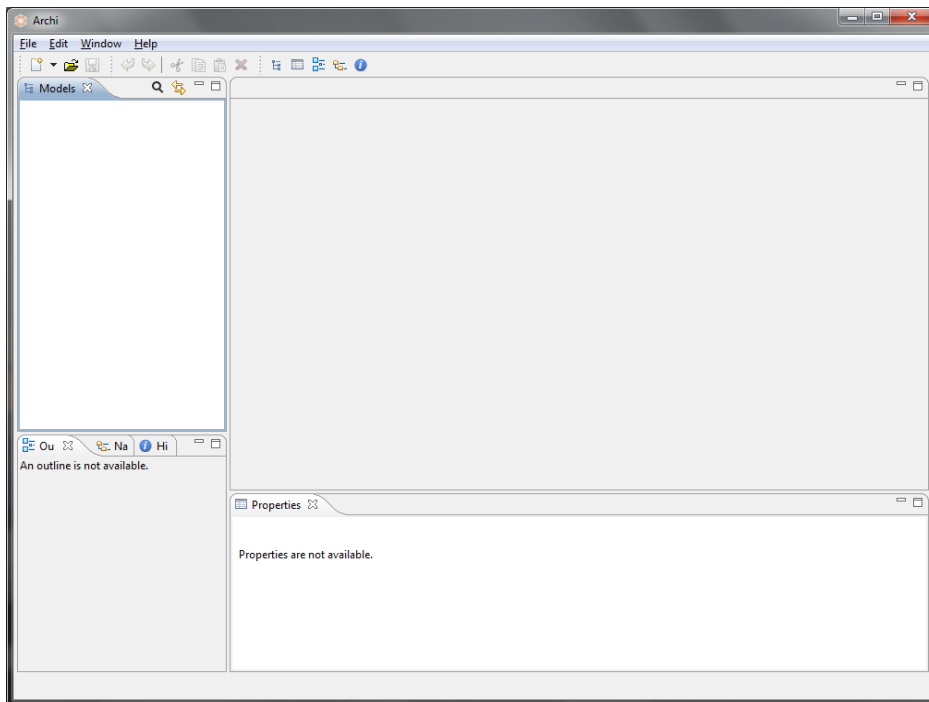 Archi
File Edit Window Help
Models
Ou Na Hi
An outline is not available.
Properties
Properties are not available.